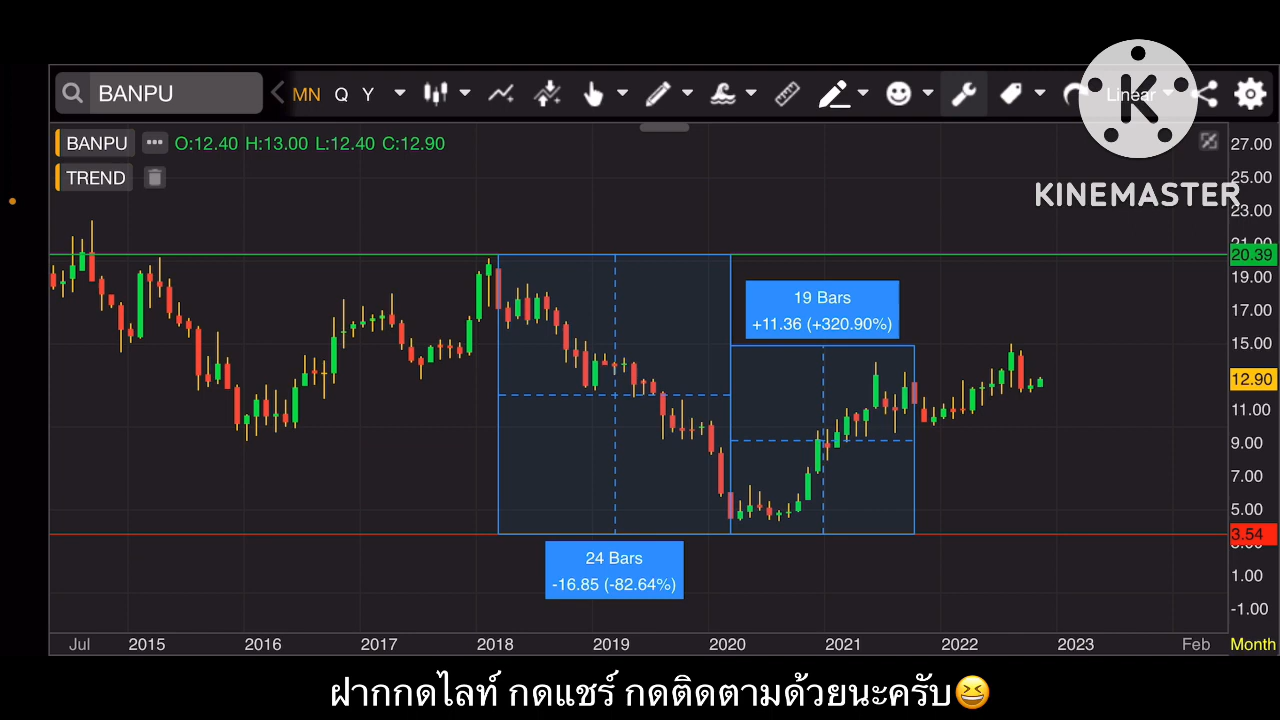 BANPU MN Q Y Linear
KINEMASTER
BANPU ••• O:12.40 H:13.00 L:12.40 C:12.90
TREND
27.00
25.00
23.00
21.00
20.39
19.00
17.00
15.00
12.90
11.00
9.00
7.00
5.00
3.54
1.00
-1.00
19 Bars
+11.36 (+320.90%)
24 Bars
-16.85 (-82.64%)
Jul 2015 2016 2017 2018 2019 2020 2021 2022 2023 Feb Month
ฝากกดไลท์ กดแชร์ กดติดตามด้วยนะครับ😆